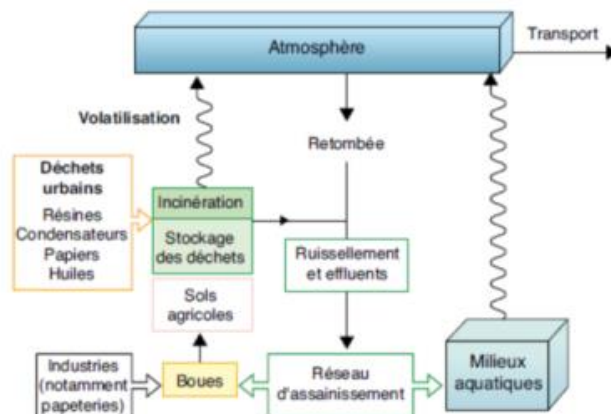 Atmosphère
Transport
Volatilisation
Retombée
Déchets
urbains
Résines
Condensateurs
Papiers
Huiles
Incinération
Stockage
des déchets
Ruissellement
et effluents
Sols
agricoles
Industries
(notamment
papeteries)
Boues
Réseau
d'assainissement
Milieux
aquatiques